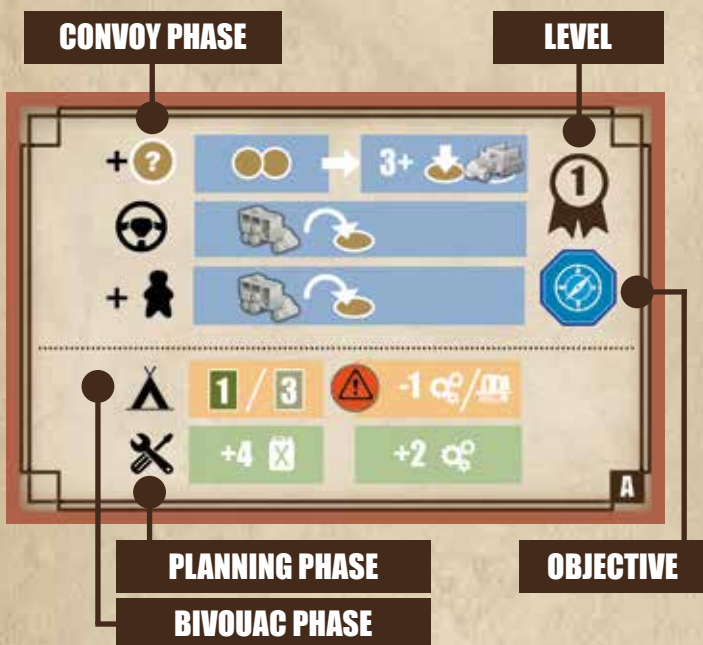 CONVOY PHASE
LEVEL
+ ?
3+
1
+
1 / 3
-1 /
+4 X
+2
A
PLANNING PHASE
OBJECTIVE
BIVOUAC PHASE